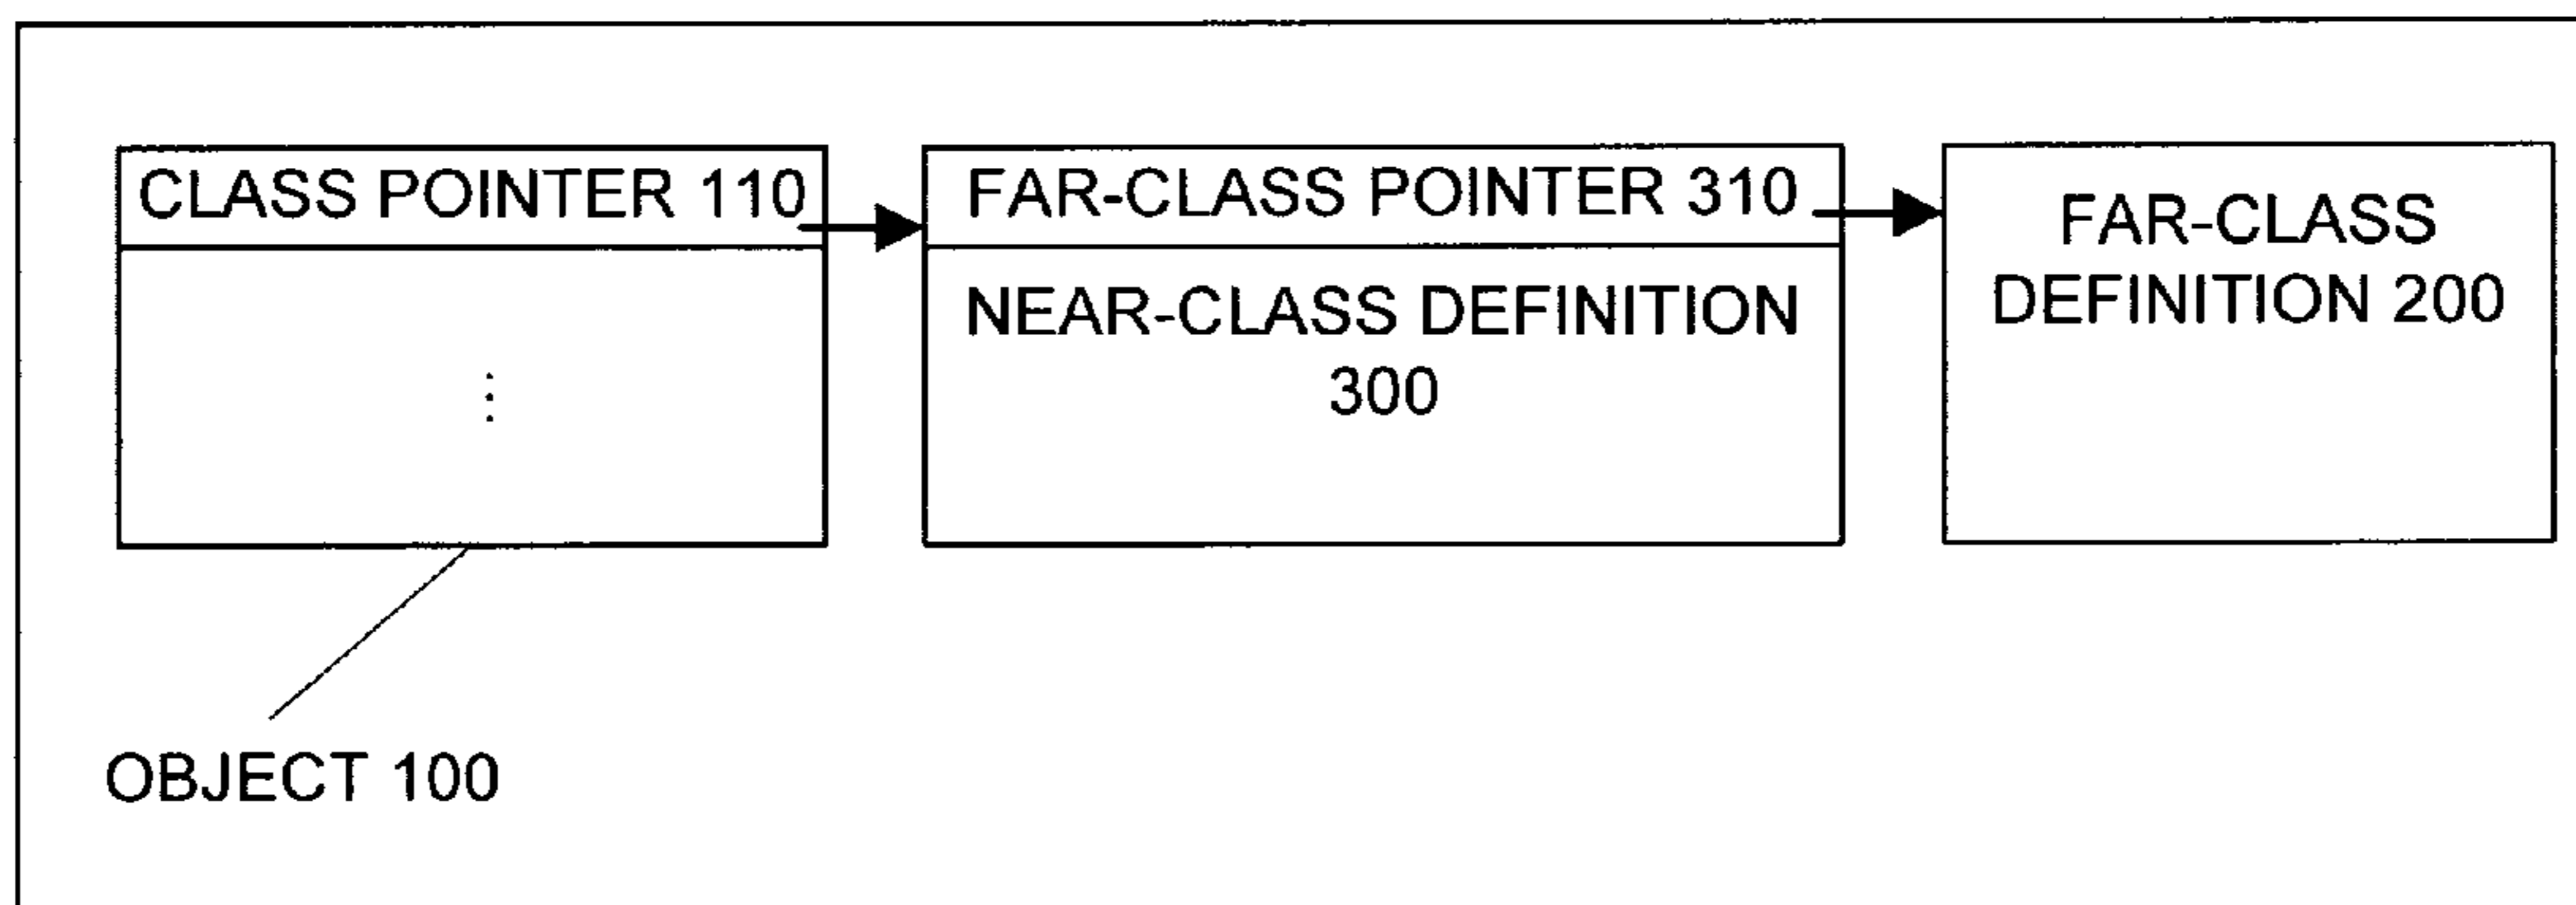 CLASS POINTER 110
FAR-CLASS POINTER 310
NEAR-CLASS DEFINITION
300
FAR-CLASS
DEFINITION 200
OBJECT 100